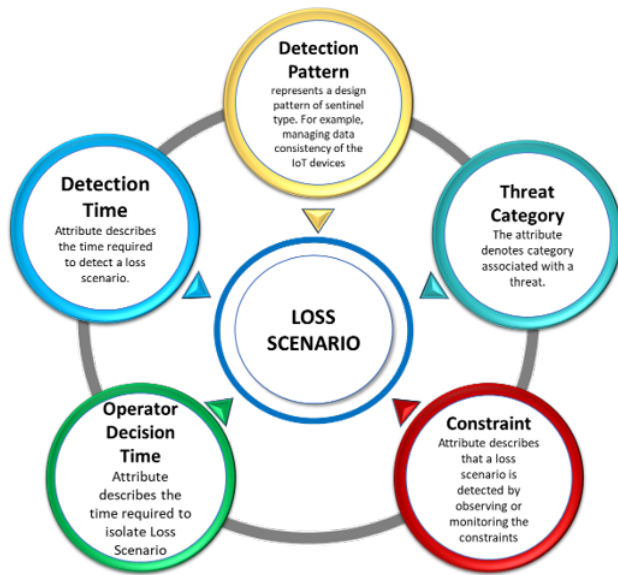 Detection
Pattern
represents a design
pattern of sentinel
type. For example,
managing data
consistency of the
IoT devices
Detection
Time
Attribute describes
the time required
to detect a loss
scenario.
Threat
Category
The attribute
denotes category
associated with a
threat.
LOSS
SCENARIO
Operator
Decision
Time
Attribute
describes the
time required to
isolate Loss
Scenario
Constraint
Attribute describes
that a loss
scenario is
detected by
observing or
monitoring the
constraints